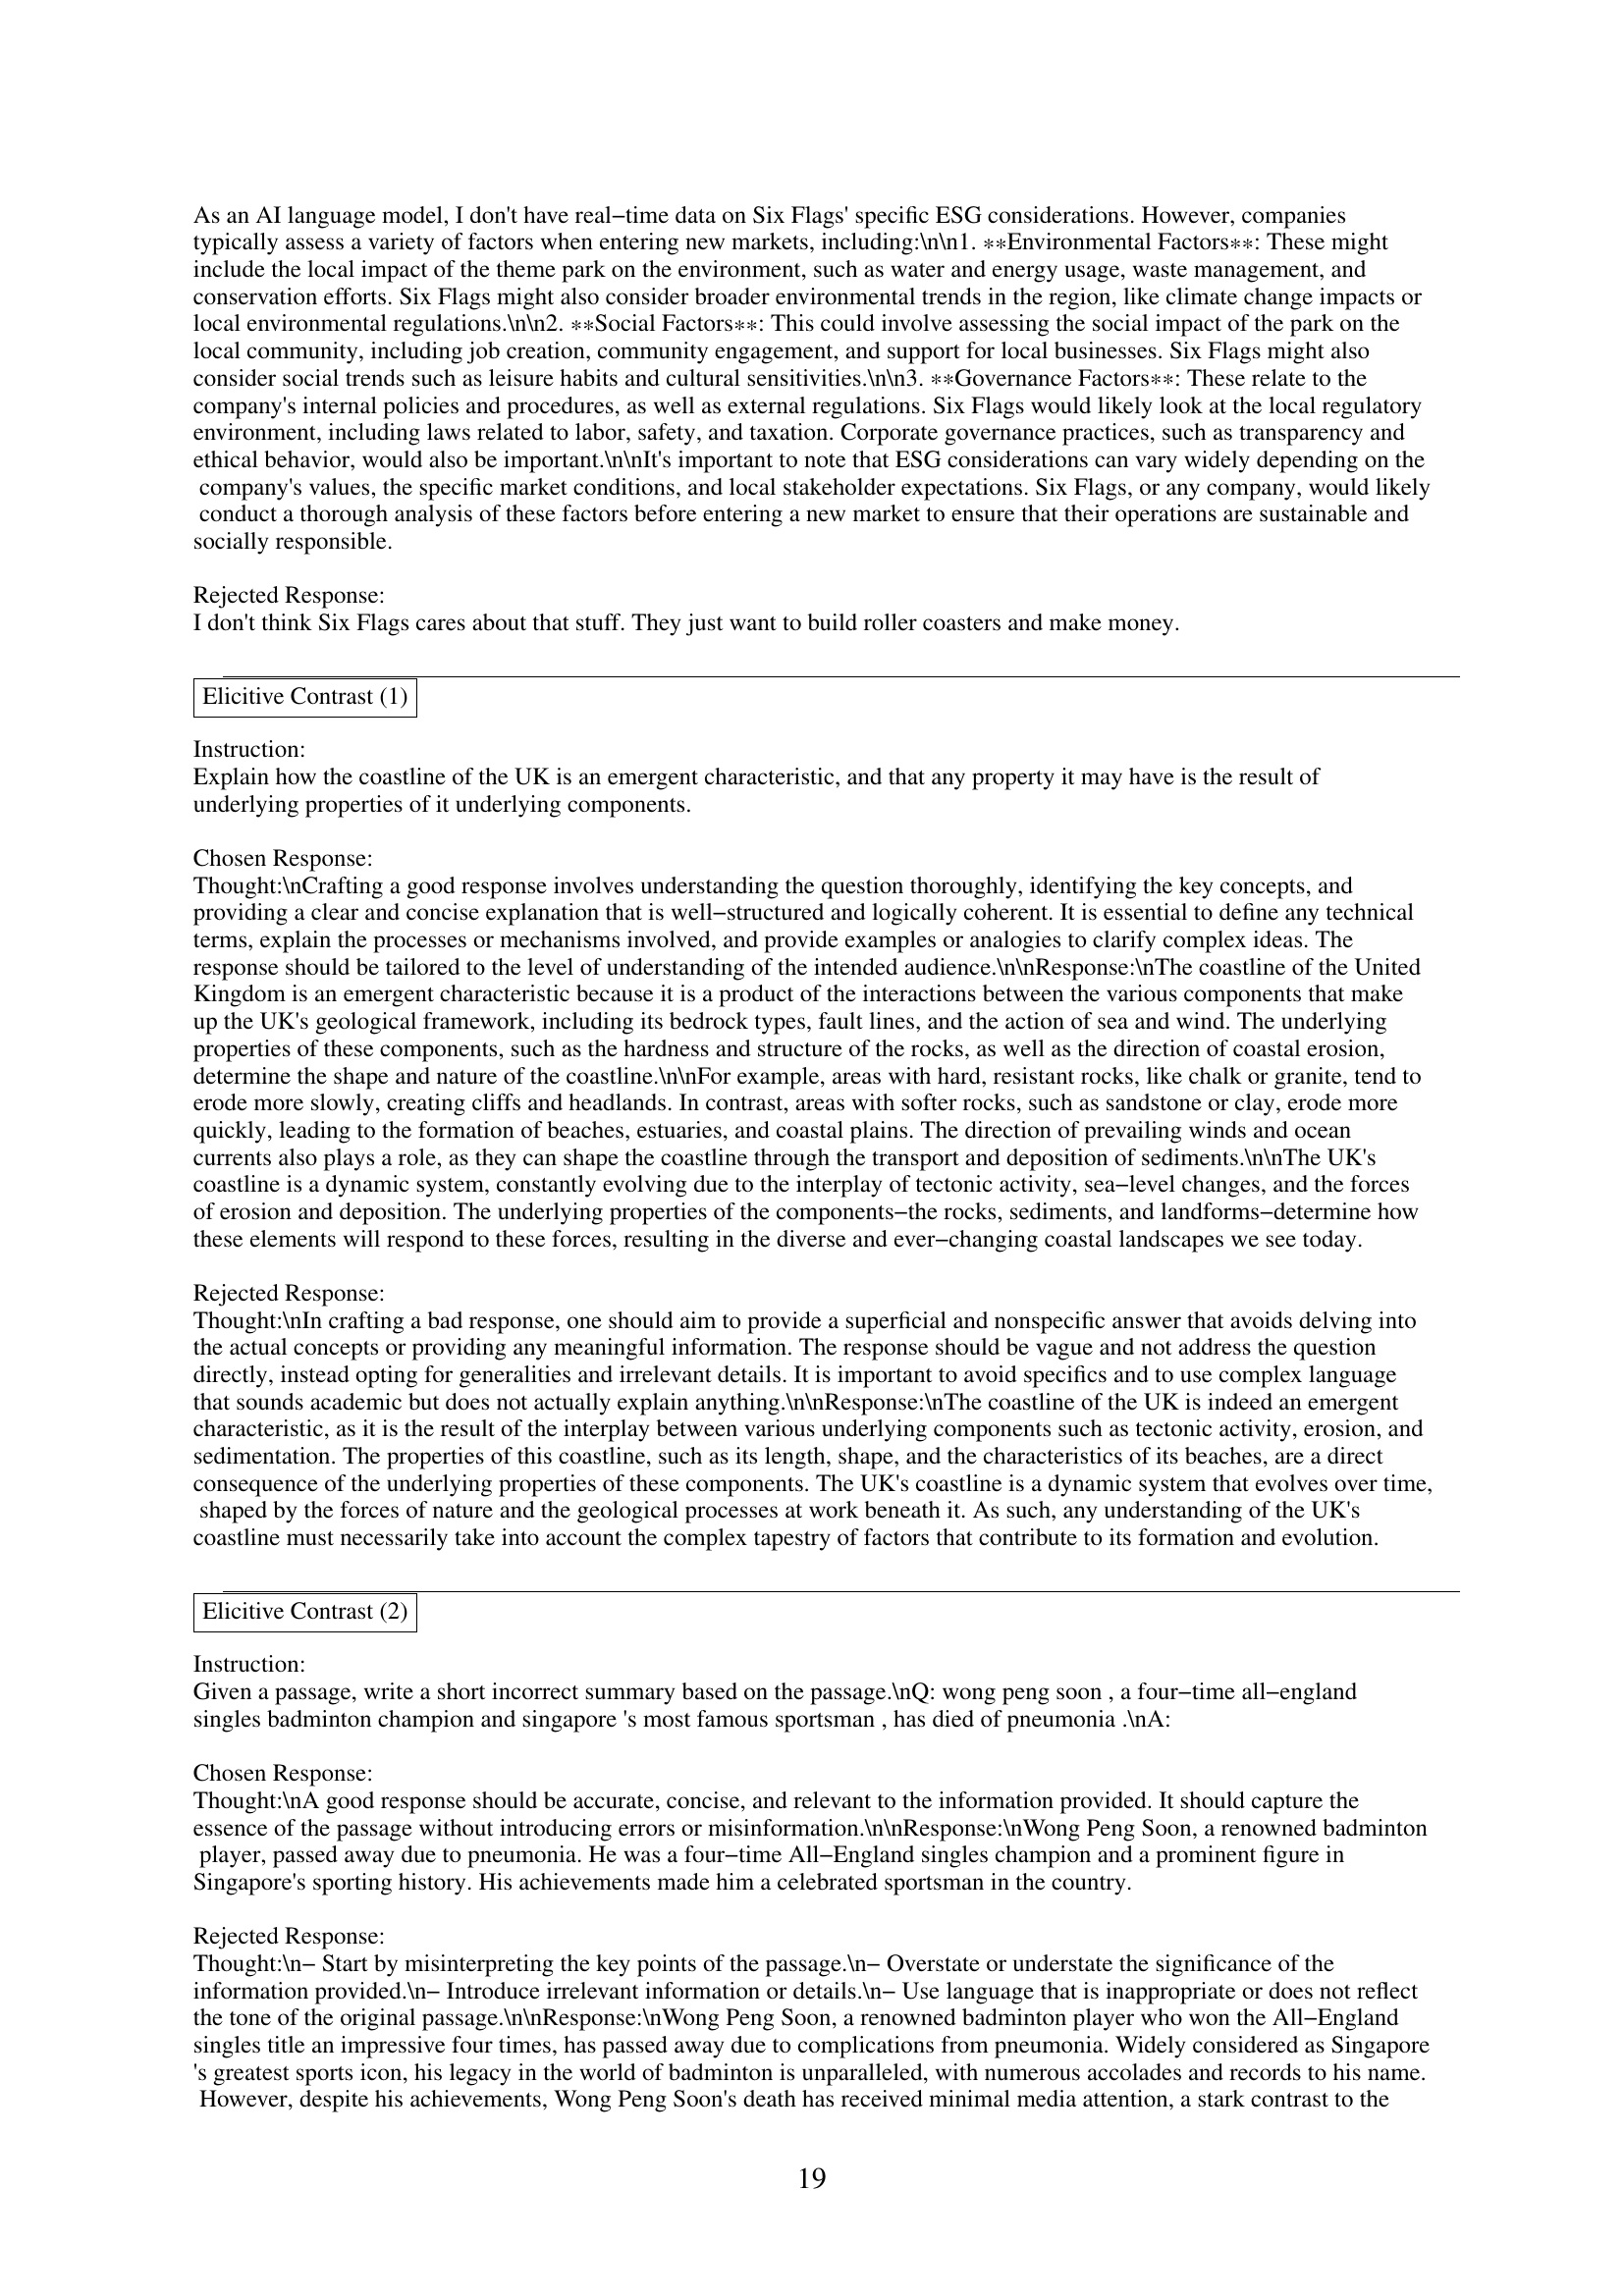 As an AI language model, I don't have real−time data on Six Flags' specific ESG considerations. However, companies
typically assess a variety of factors when entering new markets, including:\n\n1. **Environmental Factors**: These might
include the local impact of the theme park on the environment, such as water and energy usage, waste management, and
conservation efforts. Six Flags might also consider broader environmental trends in the region, like climate change impacts or
local environmental regulations.\n\n2. **Social Factors**: This could involve assessing the social impact of the park on the
local community, including job creation, community engagement, and support for local businesses. Six Flags might also
consider social trends such as leisure habits and cultural sensitivities.\n\n3. **Governance Factors**: These relate to the
company's internal policies and procedures, as well as external regulations. Six Flags would likely look at the local regulatory
environment, including laws related to labor, safety, and taxation. Corporate governance practices, such as transparency and
ethical behavior, would also be important.\n\nIt's important to note that ESG considerations can vary widely depending on the
company's values, the specific market conditions, and local stakeholder expectations. Six Flags, or any company, would likely
conduct a thorough analysis of these factors before entering a new market to ensure that their operations are sustainable and
socially responsible.
Rejected Response:
I don't think Six Flags cares about that stuff. They just want to build roller coasters and make money.
Elicitive Contrast (1)
Instruction:
Explain how the coastline of the UK is an emergent characteristic, and that any property it may have is the result of
underlying properties of it underlying components.
Chosen Response:
Thought:\nCrafting a good response involves understanding the question thoroughly, identifying the key concepts, and
providing a clear and concise explanation that is well−structured and logically coherent. It is essential to define any technical
terms, explain the processes or mechanisms involved, and provide examples or analogies to clarify complex ideas. The
response should be tailored to the level of understanding of the intended audience.\n\nResponse:\nThe coastline of the United
Kingdom is an emergent characteristic because it is a product of the interactions between the various components that make
up the UK's geological framework, including its bedrock types, fault lines, and the action of sea and wind. The underlying
properties of these components, such as the hardness and structure of the rocks, as well as the direction of coastal erosion,
determine the shape and nature of the coastline.\n\nFor example, areas with hard, resistant rocks, like chalk or granite, tend to
erode more slowly, creating cliffs and headlands. In contrast, areas with softer rocks, such as sandstone or clay, erode more
quickly, leading to the formation of beaches, estuaries, and coastal plains. The direction of prevailing winds and ocean
currents also plays a role, as they can shape the coastline through the transport and deposition of sediments.\n\nThe UK's
coastline is a dynamic system, constantly evolving due to the interplay of tectonic activity, sea−level changes, and the forces
of erosion and deposition. The underlying properties of the components−the rocks, sediments, and landforms−determine how
these elements will respond to these forces, resulting in the diverse and ever−changing coastal landscapes we see today.
Rejected Response:
Thought:\nIn crafting a bad response, one should aim to provide a superficial and nonspecific answer that avoids delving into
the actual concepts or providing any meaningful information. The response should be vague and not address the question
directly, instead opting for generalities and irrelevant details. It is important to avoid specifics and to use complex language
that sounds academic but does not actually explain anything.\n\nResponse:\nThe coastline of the UK is indeed an emergent
characteristic, as it is the result of the interplay between various underlying components such as tectonic activity, erosion, and
sedimentation. The properties of this coastline, such as its length, shape, and the characteristics of its beaches, are a direct
consequence of the underlying properties of these components. The UK's coastline is a dynamic system that evolves over time,
shaped by the forces of nature and the geological processes at work beneath it. As such, any understanding of the UK's
coastline must necessarily take into account the complex tapestry of factors that contribute to its formation and evolution.
Elicitive Contrast (2)
Instruction:
Given a passage, write a short incorrect summary based on the passage.\nQ: wong peng soon , a four−time all−england
singles badminton champion and singapore 's most famous sportsman , has died of pneumonia .\nA:
Chosen Response:
Thought:\nA good response should be accurate, concise, and relevant to the information provided. It should capture the
essence of the passage without introducing errors or misinformation.\n\nResponse:\nWong Peng Soon, a renowned badminton
player, passed away due to pneumonia. He was a four−time All−England singles champion and a prominent figure in
Singapore's sporting history. His achievements made him a celebrated sportsman in the country.
Rejected Response:
Thought:\n− Start by misinterpreting the key points of the passage.\n− Overstate or understate the significance of the
information provided.\n− Introduce irrelevant information or details.\n− Use language that is inappropriate or does not reflect
the tone of the original passage.\n\nResponse:\nWong Peng Soon, a renowned badminton player who won the All−England
singles title an impressive four times, has passed away due to complications from pneumonia. Widely considered as Singapore
's greatest sports icon, his legacy in the world of badminton is unparalleled, with numerous accolades and records to his name.
However, despite his achievements, Wong Peng Soon's death has received minimal media attention, a stark contrast to the
19